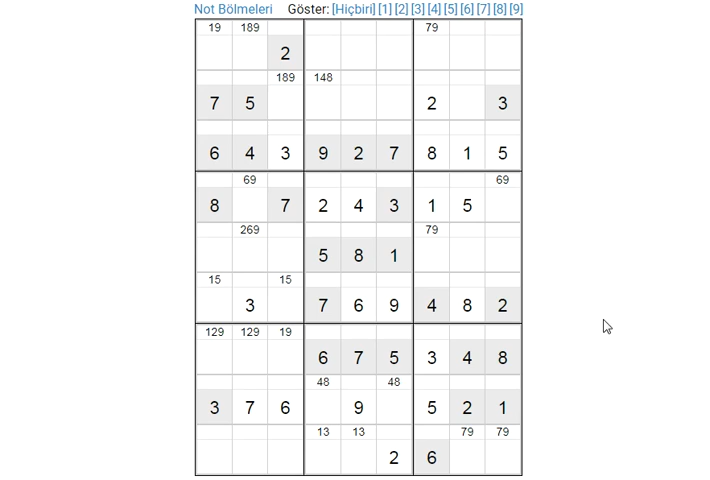 Not Bölmeleri Göster: [Hiçbiri] [1] [2] [3] [4] [5] [6] [7] [8] [9]
19 189 79
2
189 148
7 5 2 3
6 4 3 9 2 7 8 1 5
69 69
8 7 2 4 3 1 5
269 79
5 8 1
15 15
3 7 6 9 4 8 2
129 129 19
6 7 5 3 4 8
48 48
3 7 6 9 5 2 1
13 13 79 79
2 6